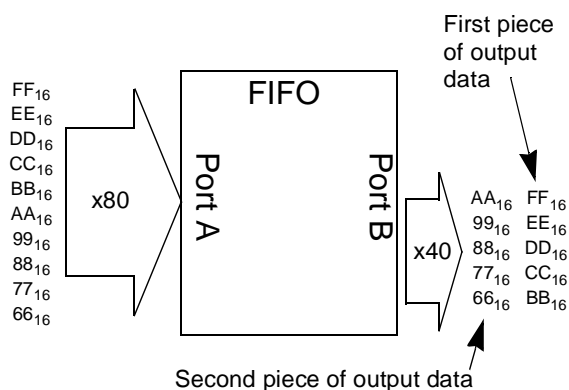 First piece
of output
data
FIFO
FF16
EE16
DD16
CC16
BB16
AA16
9916
8816
7716
6616
x80
Port A
Port B
x40
AA16 FF16
9916 EE16
8816 DD16
7716 CC16
6616 BB16
Second piece of output data